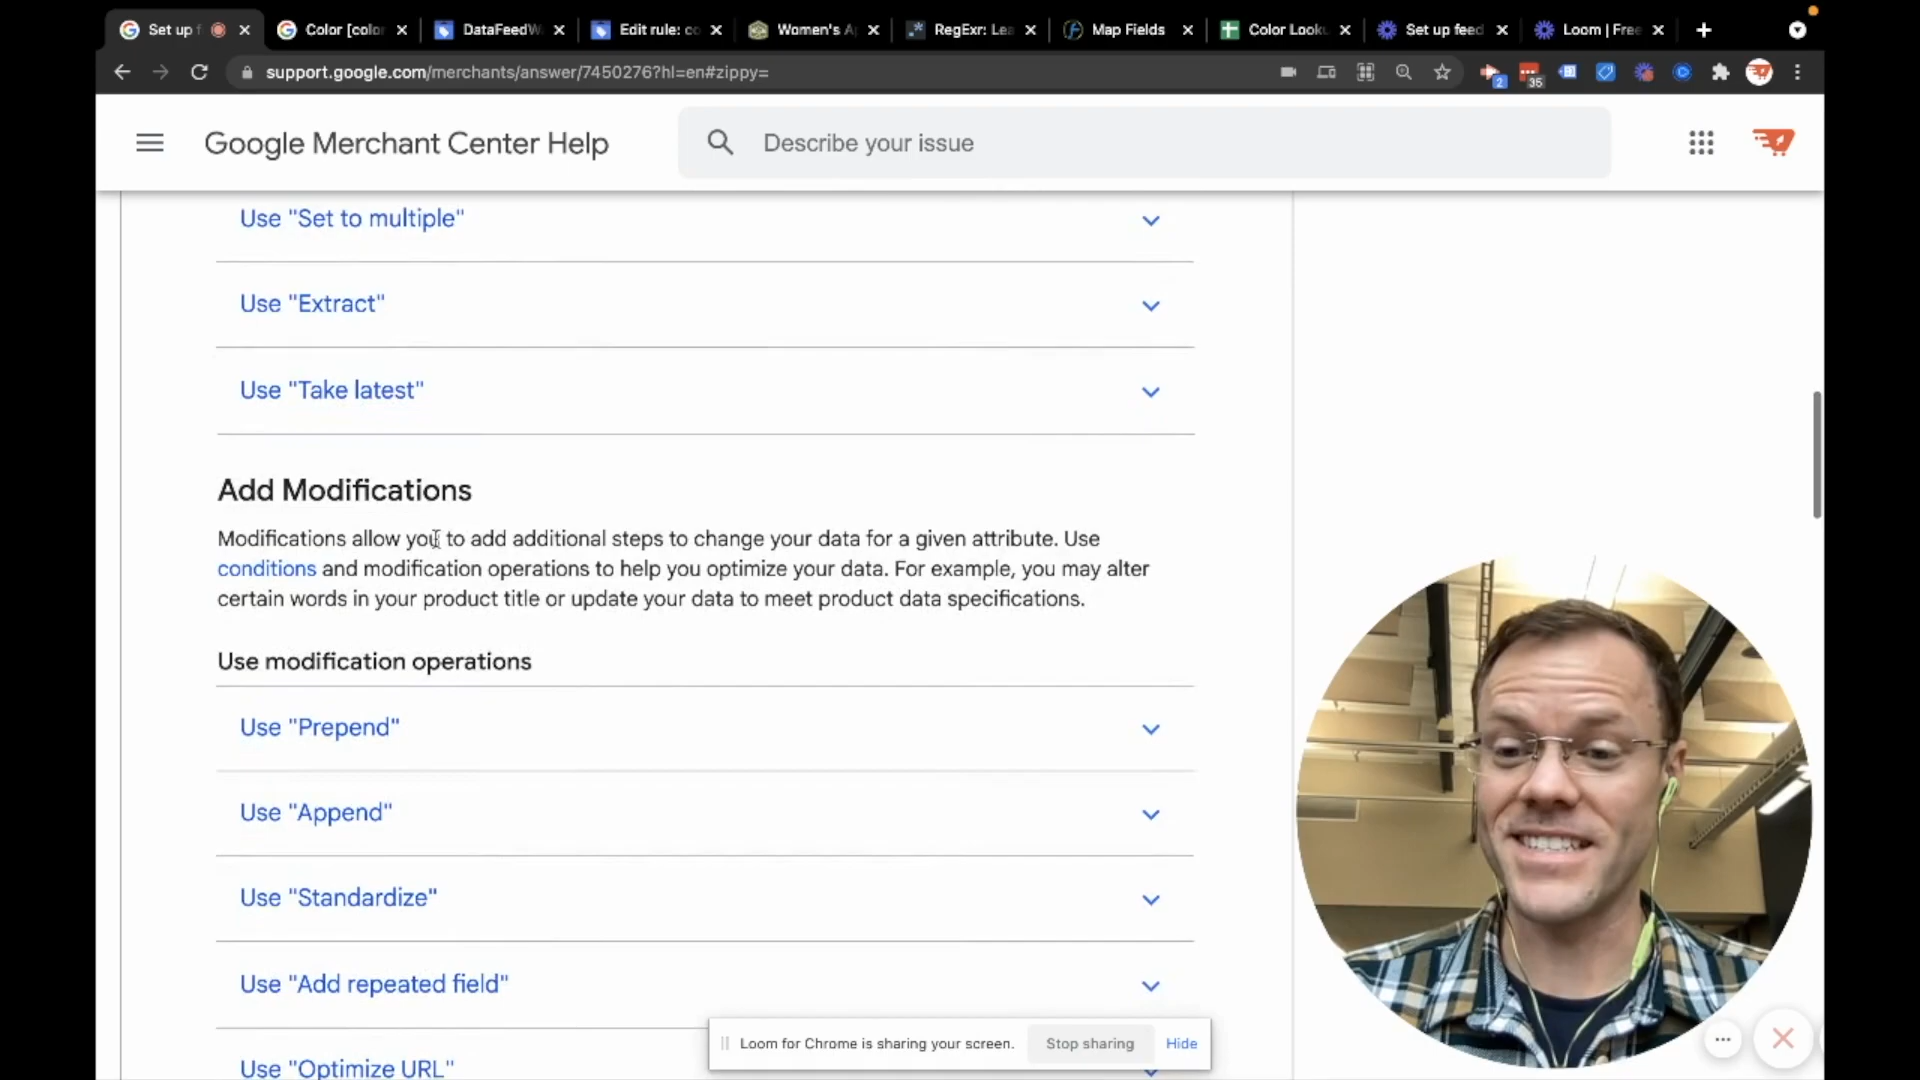 Set up f
Color [color
DataFeedW
Edit rule: co
Women's A
RegExr: Lea
Map Fields
Color Looku
Set up feed
Loom | Free
support.google.com/merchants/answer/7450276?hl=en#zippy=
2
35
Google Merchant Center Help
Describe your issue
Use "Set to multiple"
Use "Extract"
Use "Take latest"
Add Modifications
Modifications allow you to add additional steps to change your data for a given attribute. Use
conditions and modification operations to help you optimize your data. For example, you may alter
certain words in your product title or update your data to meet product data specifications.
Use modification operations
Use "Prepend"
Use "Append"
Use "Standardize"
Use "Add repeated field"
Use "Optimize URL"
Loom for Chrome is sharing your screen.
Stop sharing
Hide